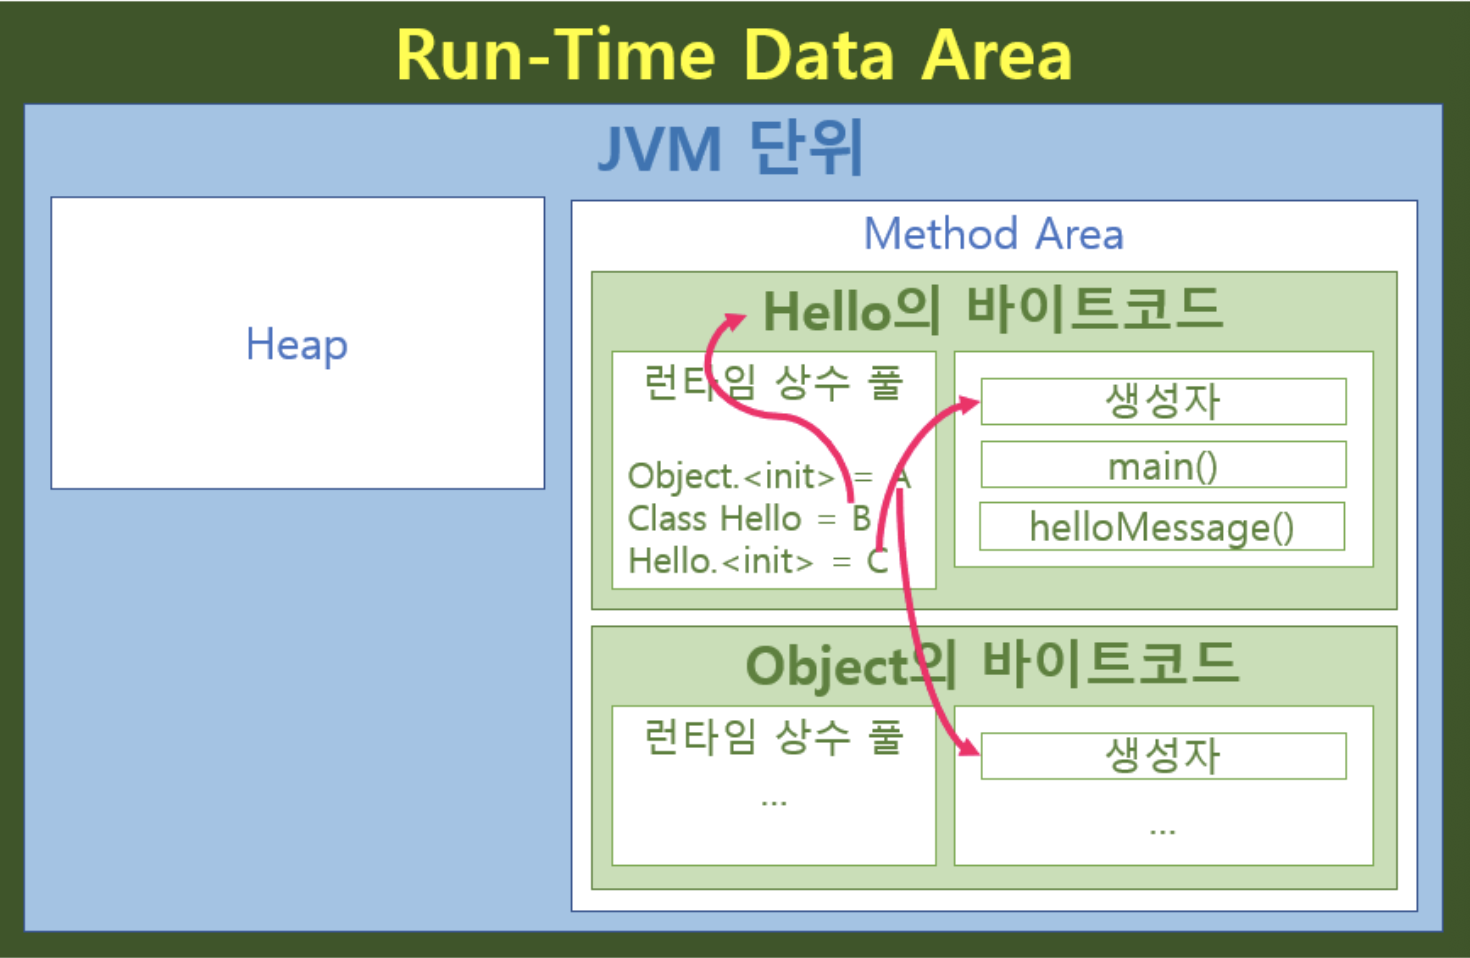 Run-Time Data Area
JVM 단위
Heap
Method Area
Hello의 바이트코드
런타임 상수 풀
Object.<init> = A
Class Hello = B
Hello.<init> = C
생성자
main()
helloMessage()
Object의 바이트코드
런타임 상수 풀
...
생성자
...